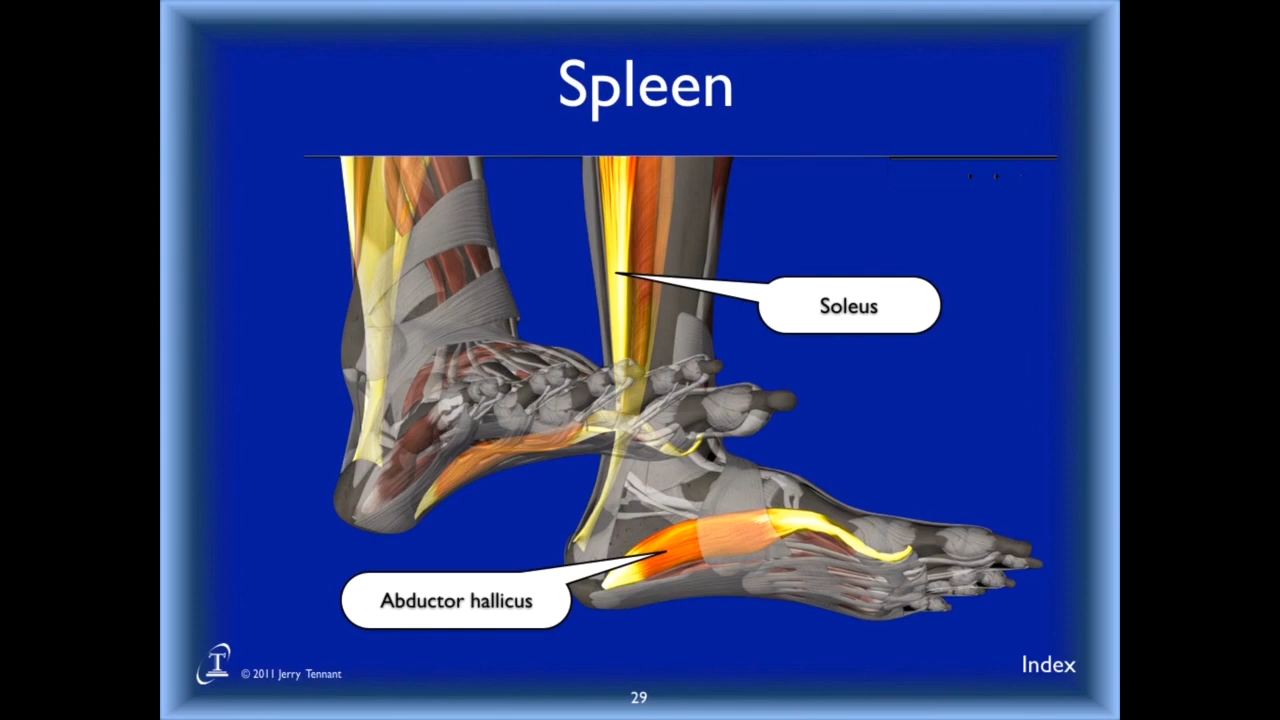 Spleen
Soleus
Abductor hallicus
T
© 2011 Jerry Tennant
Index
29